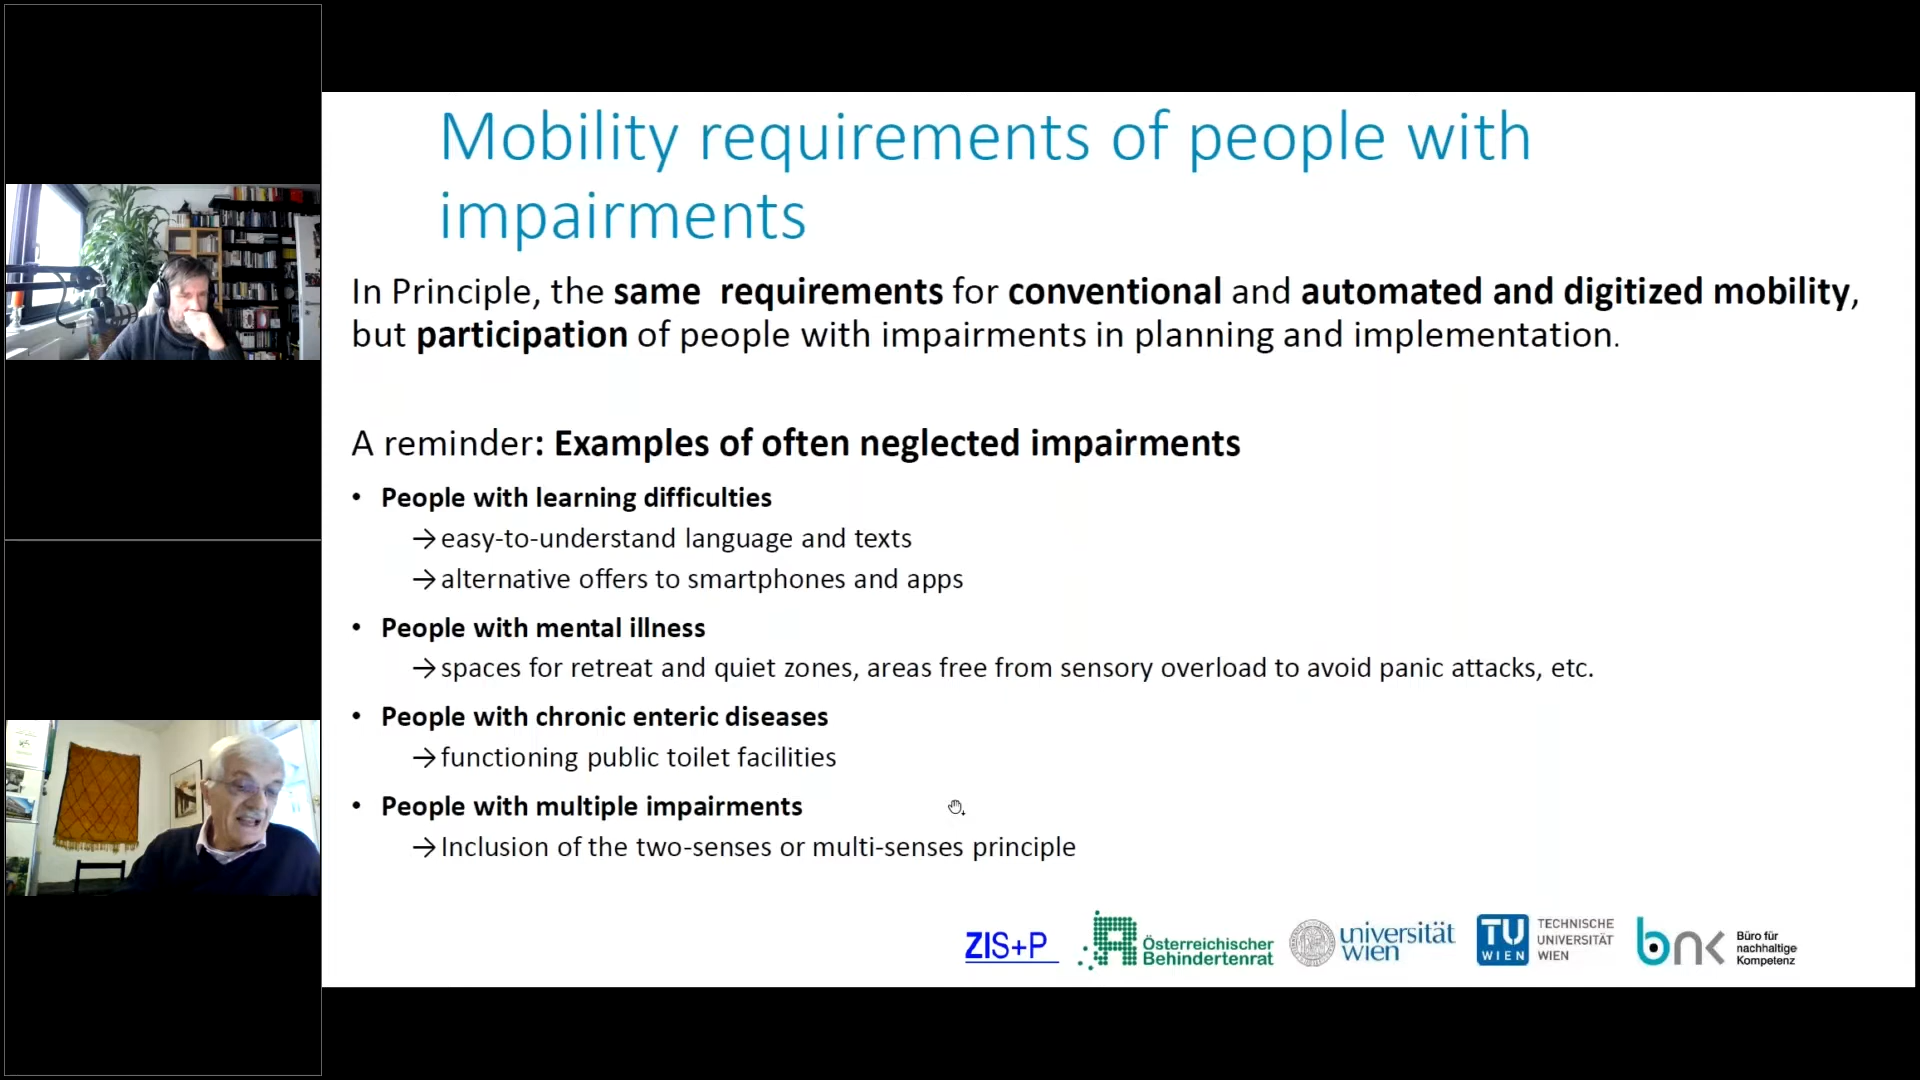 Mobility requirements of people with
impairments
In Principle, the same requirements for conventional and automated and digitized mobility,
but participation of people with impairments in planning and implementation.
A reminder: Examples of often neglected impairments
• People with learning difficulties
→easy-to-understand language and texts
→alternative offers to smartphones and apps
• People with mental illness
→spaces for retreat and quiet zones, areas free from sensory overload to avoid panic attacks, etc.
• People with chronic enteric diseases
→functioning public toilet facilities
• People with multiple impairments
→Inclusion of the two-senses or multi-senses principle
ZIS+P
Österreichischer
Behindertenrat
universität
wien
TU
WIEN
TECHNISCHE
UNIVERSITÄT
WIEN
bnk
Büro für
nachhaltige
Kompetenz